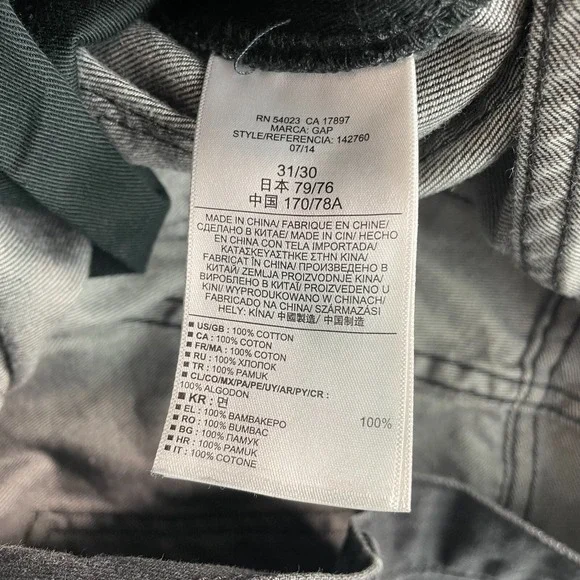 RN 54023 CA 17897
MARCA: GAP
STYLE/REFERENCIA: 142760
07/14
31/30
日本 79/76
中国 170/78A
MADE IN CHINA/ FABRIQUE EN CHINE/
СДЕЛАНО В КИТАЕ/ MADE IN CIN/ HECHO
EN CHINA CON TELA IMPORTADA/
ΚΑΤΑΣΚΕΥΑΣΤΗΚΕ ΣΤΗΝ ΚΙΝΑ/
FABRICAT ÎN CHINA/ ПРОИЗВЕДЕНО В
КИТАЙ/ ZEMLJA PROIZVODNJE KINA/
ВИРОБЛЕНО В КИТАЇ/ PROIZVEDENO U
KINI/ WYPRODUKOWANO W CHINACH/
FABRICADO NA CHINA/ SZÁRMAZÁSI
HELY: KÍNA/ 中國製造/ 中国制造
■ US/GB : 100% COTTON
■ CA : 100% COTON
■ FR/MA : 100% COTON
■ RU : 100% ХЛОПОК
■ TR : 100% PAMUK
■ CL/CO/MX/PA/PE/UY/AR/PY/CR :
100% ALGODON
■ KR : 면 100%
■ EL : 100% ΒΑΜΒΑΚΕΡΟ
■ RO : 100% BUMBAC
■ BG : 100% ПАМУК
■ HR : 100% PAMUK
■ IT : 100% COTONE